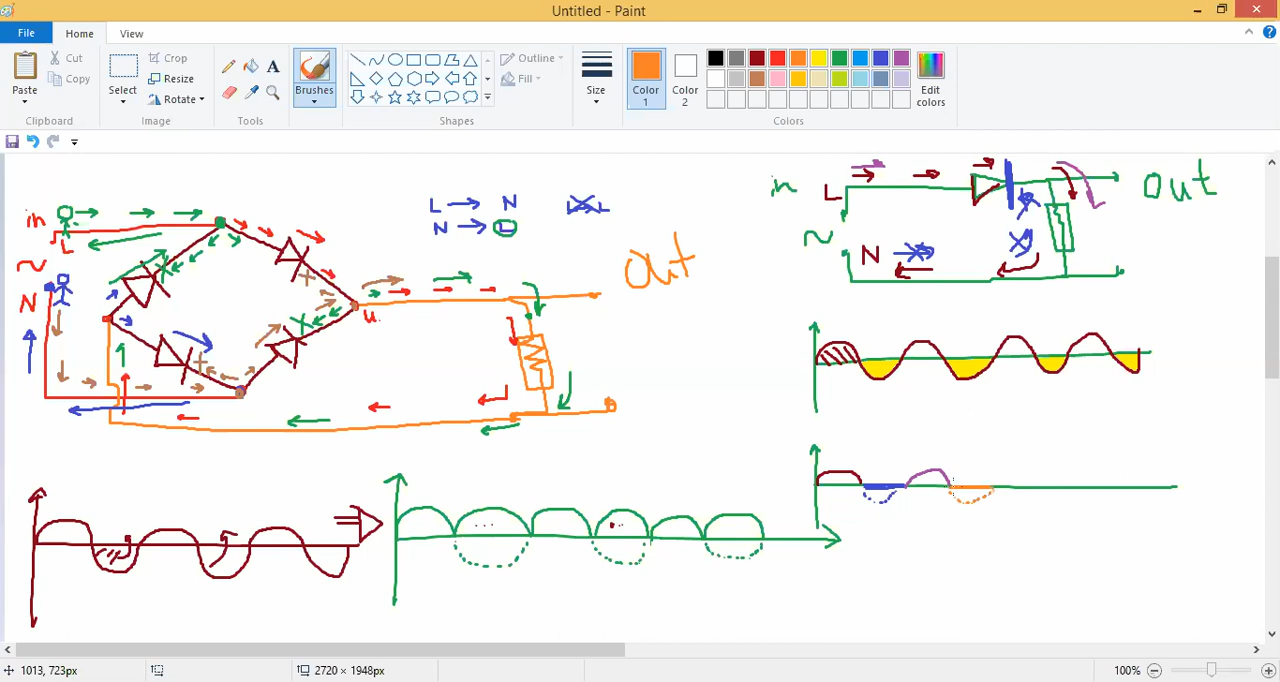 Untitled - Paint
File
Home
View
Paste
Cut
Copy
Clipboard
Select
Crop
Resize
Rotate
Image
A
Tools
Brushes
Outline
Fill
Shapes
Size
Color 1
Color 2
Edit colors
Colors
in
L
N
L → N
N → L
out
in
L
N
out
1013, 723px
2720 × 1948px
100%